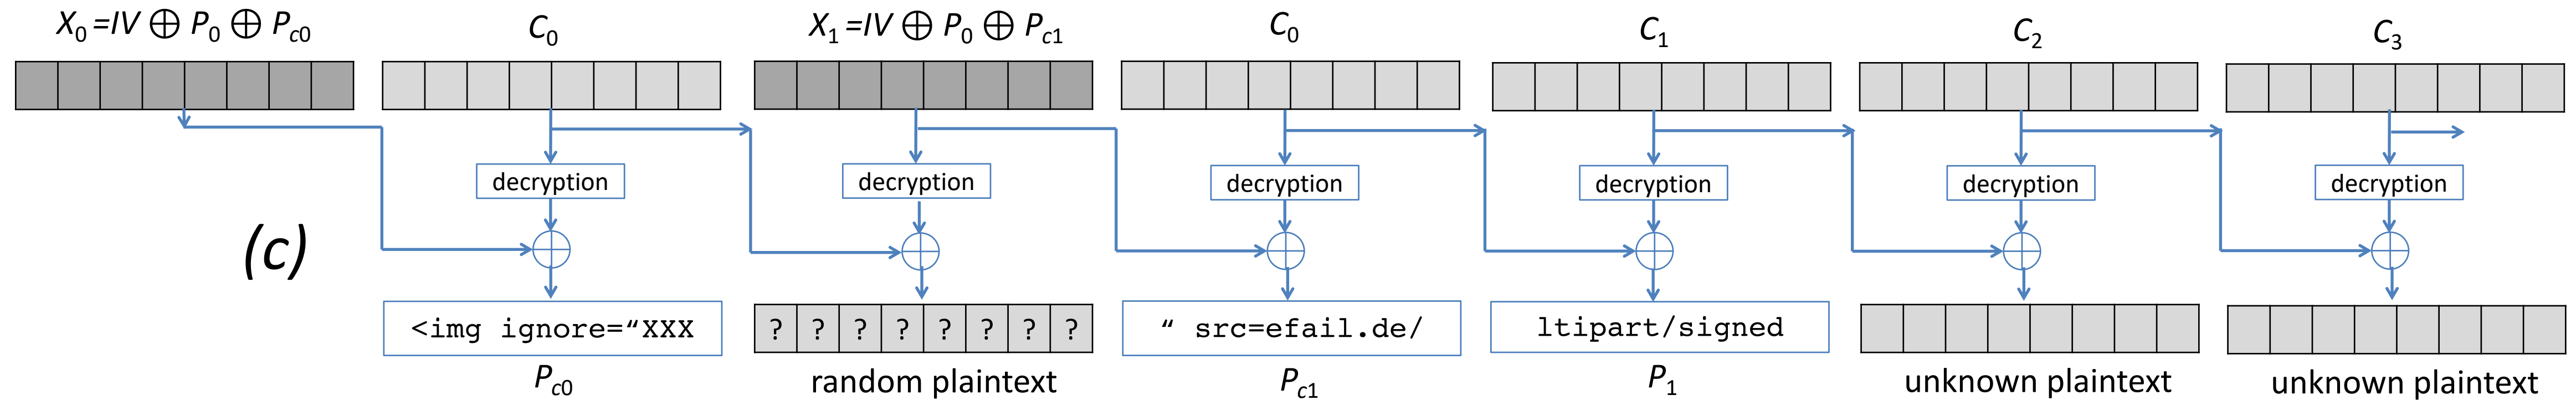 X0 =IV ⊕ P0 ⊕ Pc0
C0
X1 =IV ⊕ P0 ⊕ Pc1
C0
C1
C2
C3
decryption
decryption
decryption
decryption
decryption
decryption
(c)
<img ignore=“XXX
? ? ? ? ? ? ? ?
“ src=efail.de/
ltipart/signed
Pc0
random plaintext
Pc1
P1
unknown plaintext
unknown plaintext